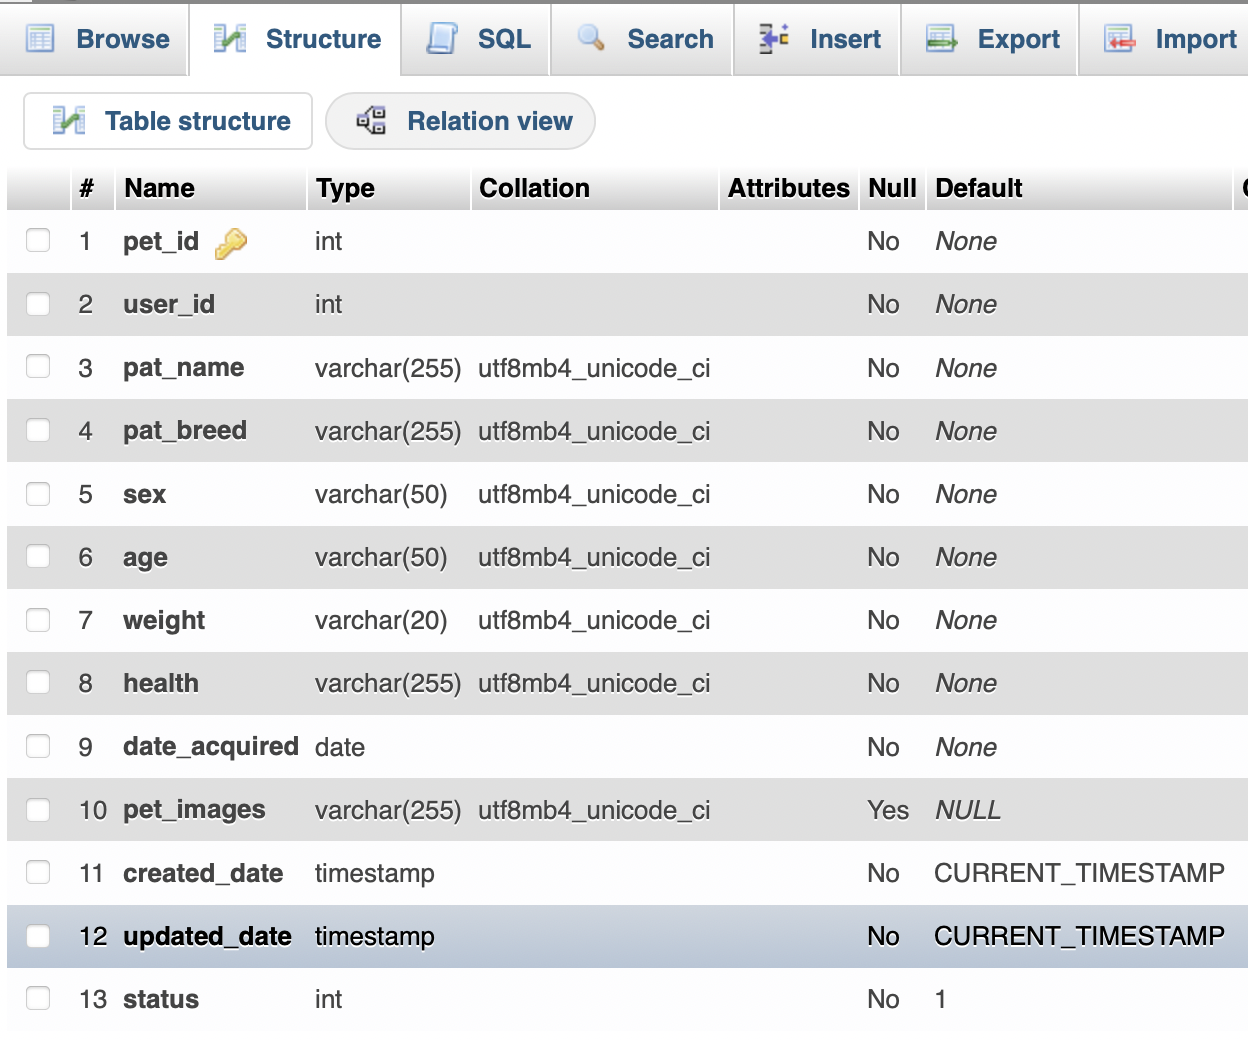 Browse Structure SQL Search Insert Export Import
Table structure Relation view
# Name Type Collation Attributes Null Default
1 pet_id int No None
2 user_id int No None
3 pat_name varchar(255) utf8mb4_unicode_ci No None
4 pat_breed varchar(255) utf8mb4_unicode_ci No None
5 sex varchar(50) utf8mb4_unicode_ci No None
6 age varchar(50) utf8mb4_unicode_ci No None
7 weight varchar(20) utf8mb4_unicode_ci No None
8 health varchar(255) utf8mb4_unicode_ci No None
9 date_acquired date No None
10 pet_images varchar(255) utf8mb4_unicode_ci Yes NULL
11 created_date timestamp No CURRENT_TIMESTAMP
12 updated_date timestamp No CURRENT_TIMESTAMP
13 status int No 1